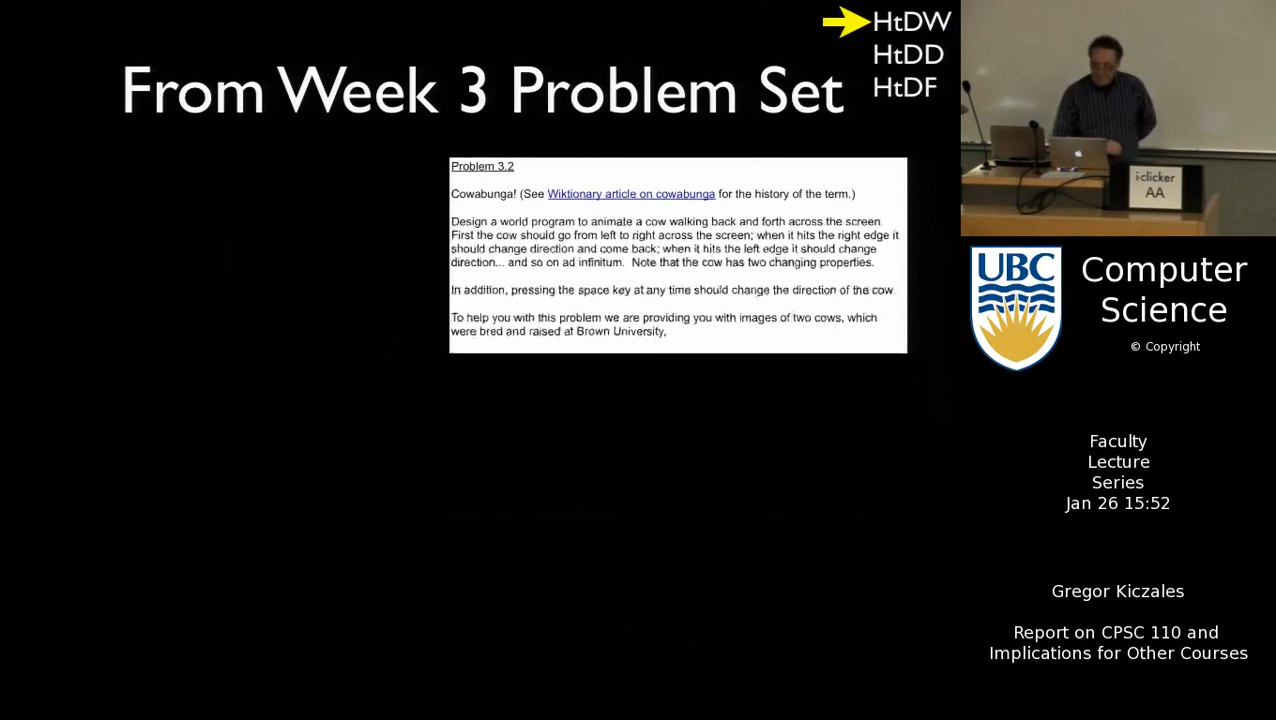 HtDW
HtDD
HtDF
From Week 3 Problem Set
Problem 3.2
Cowabunga! (See Wiktionary article on cowabunga for the history of the term.)
Design a world program to animate a cow walking back and forth across the screen.
First the cow should go from left to right across the screen; when it hits the right edge it
should change direction and come back; when it hits the left edge it should change
direction... and so on ad infinitum. Note that the cow has two changing properties.
In addition, pressing the space key at any time should change the direction of the cow.
To help you with this problem we are providing you with images of two cows, which
were bred and raised at Brown University,
i-clicker
AA
UBC
Computer
Science
© Copyright
Faculty
Lecture
Series
Jan 26 15:52
Gregor Kiczales
Report on CPSC 110 and
Implications for Other Courses